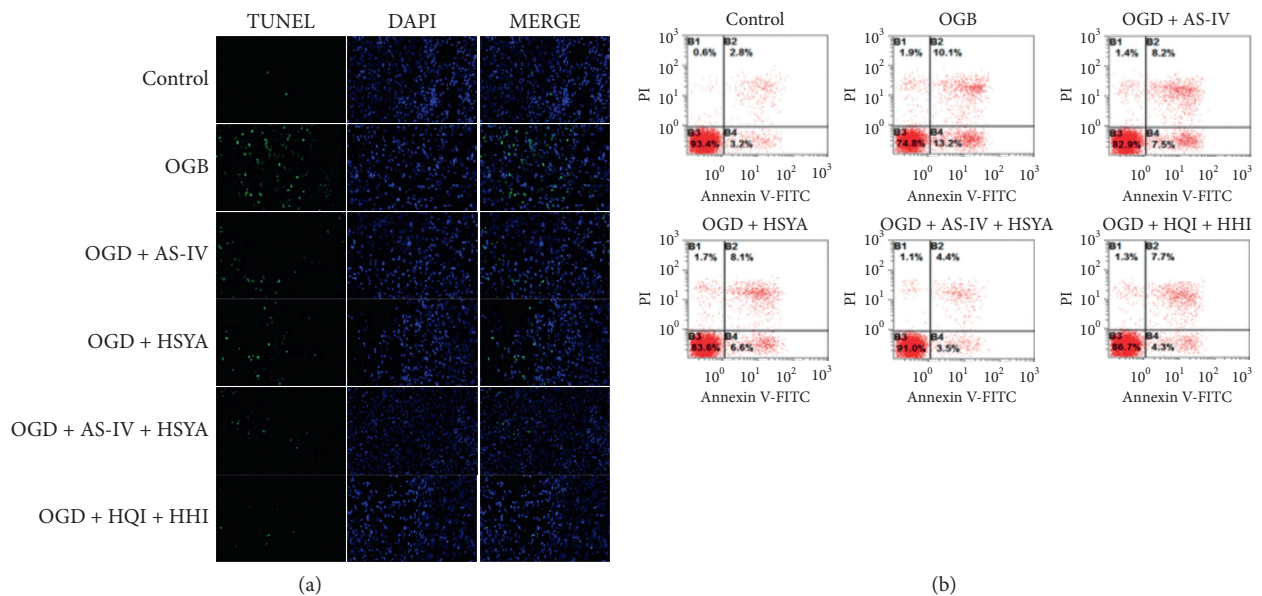 TUNEL DAPI MERGE
Control
OGB
OGD + AS-IV
OGD + HSYA
OGD + AS-IV + HSYA
OGD + HQI + HHI
(a)
Control OGB OGD + AS-IV
10³ 10³ 10³
B1 B2 B1 B2 B1 B2
0.6% 2.8% 1.9% 10.1% 1.4% 8.2%
10² 10² 10²
PI PI PI
10¹ 10¹ 10¹
10⁰ 10⁰ 10⁰
B3 B4 B3 B4 B3 B4
93.4% 3.2% 74.8% 13.2% 82.9% 7.5%
10⁰ 10¹ 10² 10³ 10⁰ 10¹ 10² 10³ 10⁰ 10¹ 10² 10³
Annexin V-FITC Annexin V-FITC Annexin V-FITC
OGD + HSYA OGD + AS-IV + HSYA OGD + HQI + HHI
10³ 10³ 10³
B1 B2 B1 B2 B1 B2
1.7% 8.1% 1.1% 4.4% 1.3% 7.7%
10² 10² 10²
PI PI PI
10¹ 10¹ 10¹
10⁰ 10⁰ 10⁰
B3 B4 B3 B4 B3 B4
83.6% 6.6% 91.0% 3.5% 86.7% 4.3%
10⁰ 10¹ 10² 10³ 10⁰ 10¹ 10² 10³ 10⁰ 10¹ 10² 10³
Annexin V-FITC Annexin V-FITC Annexin V-FITC
(b)